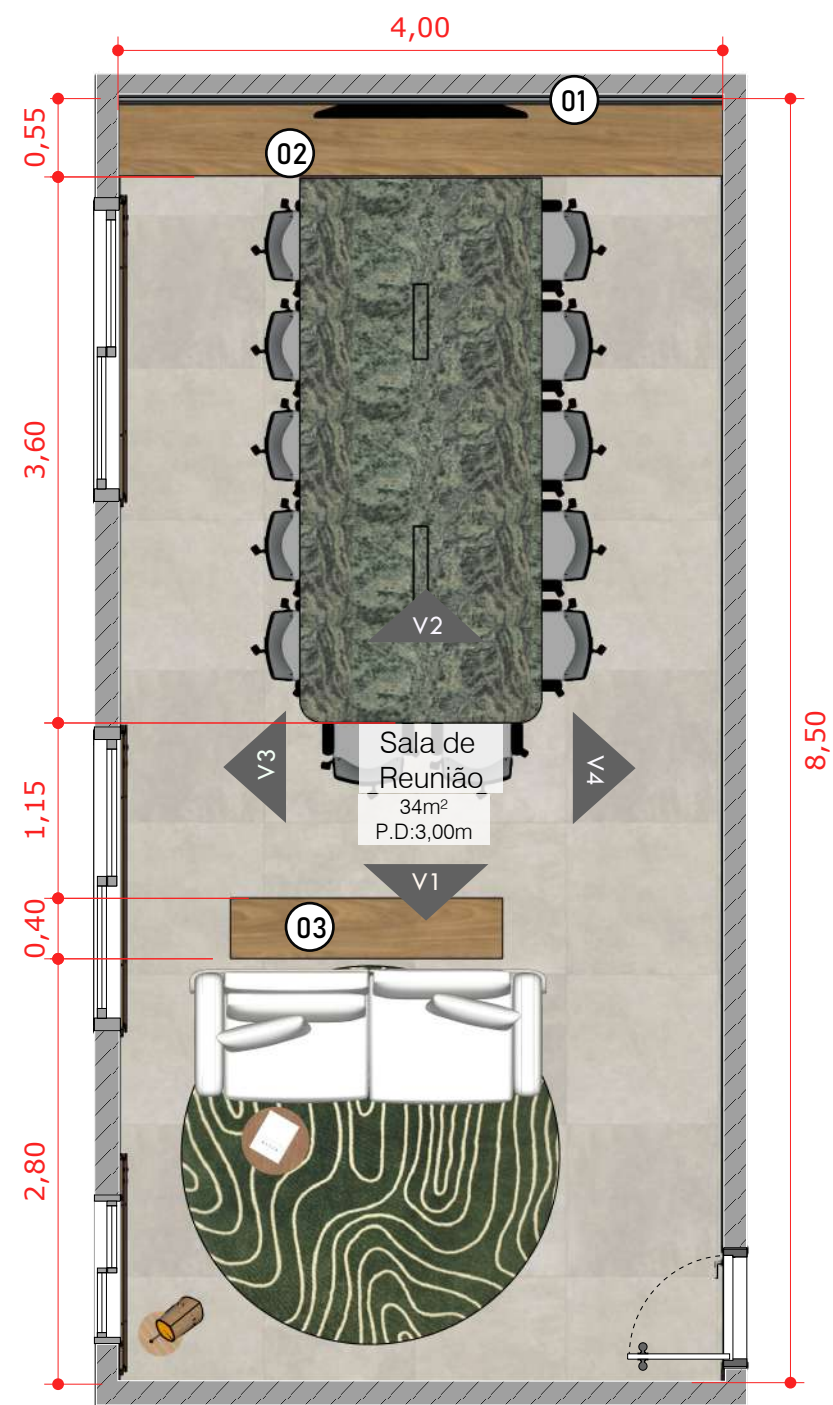 4,00
01
0,55
02
3,60
V2
8,50
V3
Sala de
Reunião
34m²
P.D:3,00m
V4
1,15
V1
0,40
03
2,80